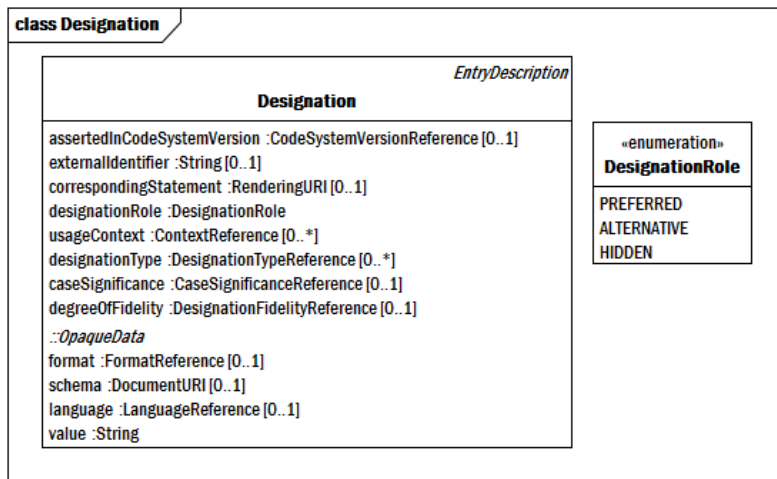 class Designation
EntryDescription
Designation
assertedInCodeSystemVersion :CodeSystemVersionReference [0..1]
externalIdentifier :String [0..1]
correspondingStatement :RenderingURI [0..1]
designationRole :DesignationRole
usageContext :ContextReference [0..*]
designationType :DesignationTypeReference [0..*]
caseSignificance :CaseSignificanceReference [0..1]
degreeOfFidelity :DesignationFidelityReference [0..1]
::OpaqueData
format :FormatReference [0..1]
schema :DocumentURI [0..1]
language :LanguageReference [0..1]
value :String
«enumeration»
DesignationRole
PREFERRED
ALTERNATIVE
HIDDEN